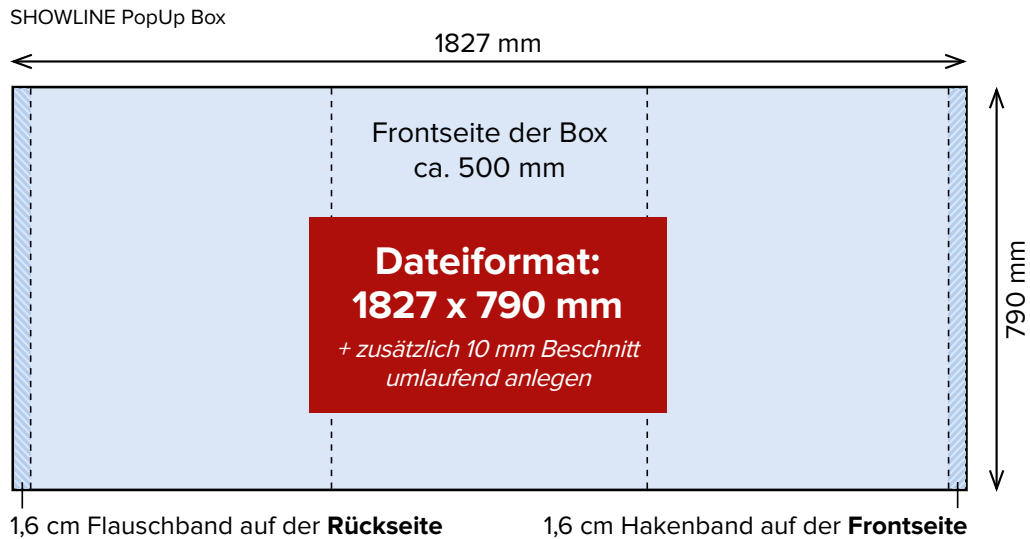 SHOWLINE PopUp Box
1827 mm
Frontseite der Box
ca. 500 mm
Dateiformat:
1827 x 790 mm
+ zusätzlich 10 mm Beschnitt
umlaufend anlegen
790 mm
1,6 cm Flauschband auf der Rückseite
1,6 cm Hakenband auf der Frontseite